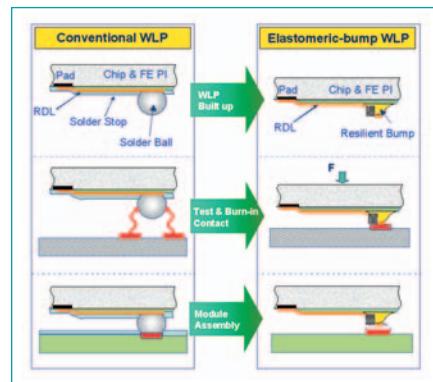 Conventional WLP
Elastomeric-bump WLP
Pad
Chip & FE PI
RDL
Solder Stop
Solder Ball
WLP
Built up
Pad
Chip & FE PI
RDL
Resilient Bump
Test & Burn-in
Contact
F
Module
Assembly